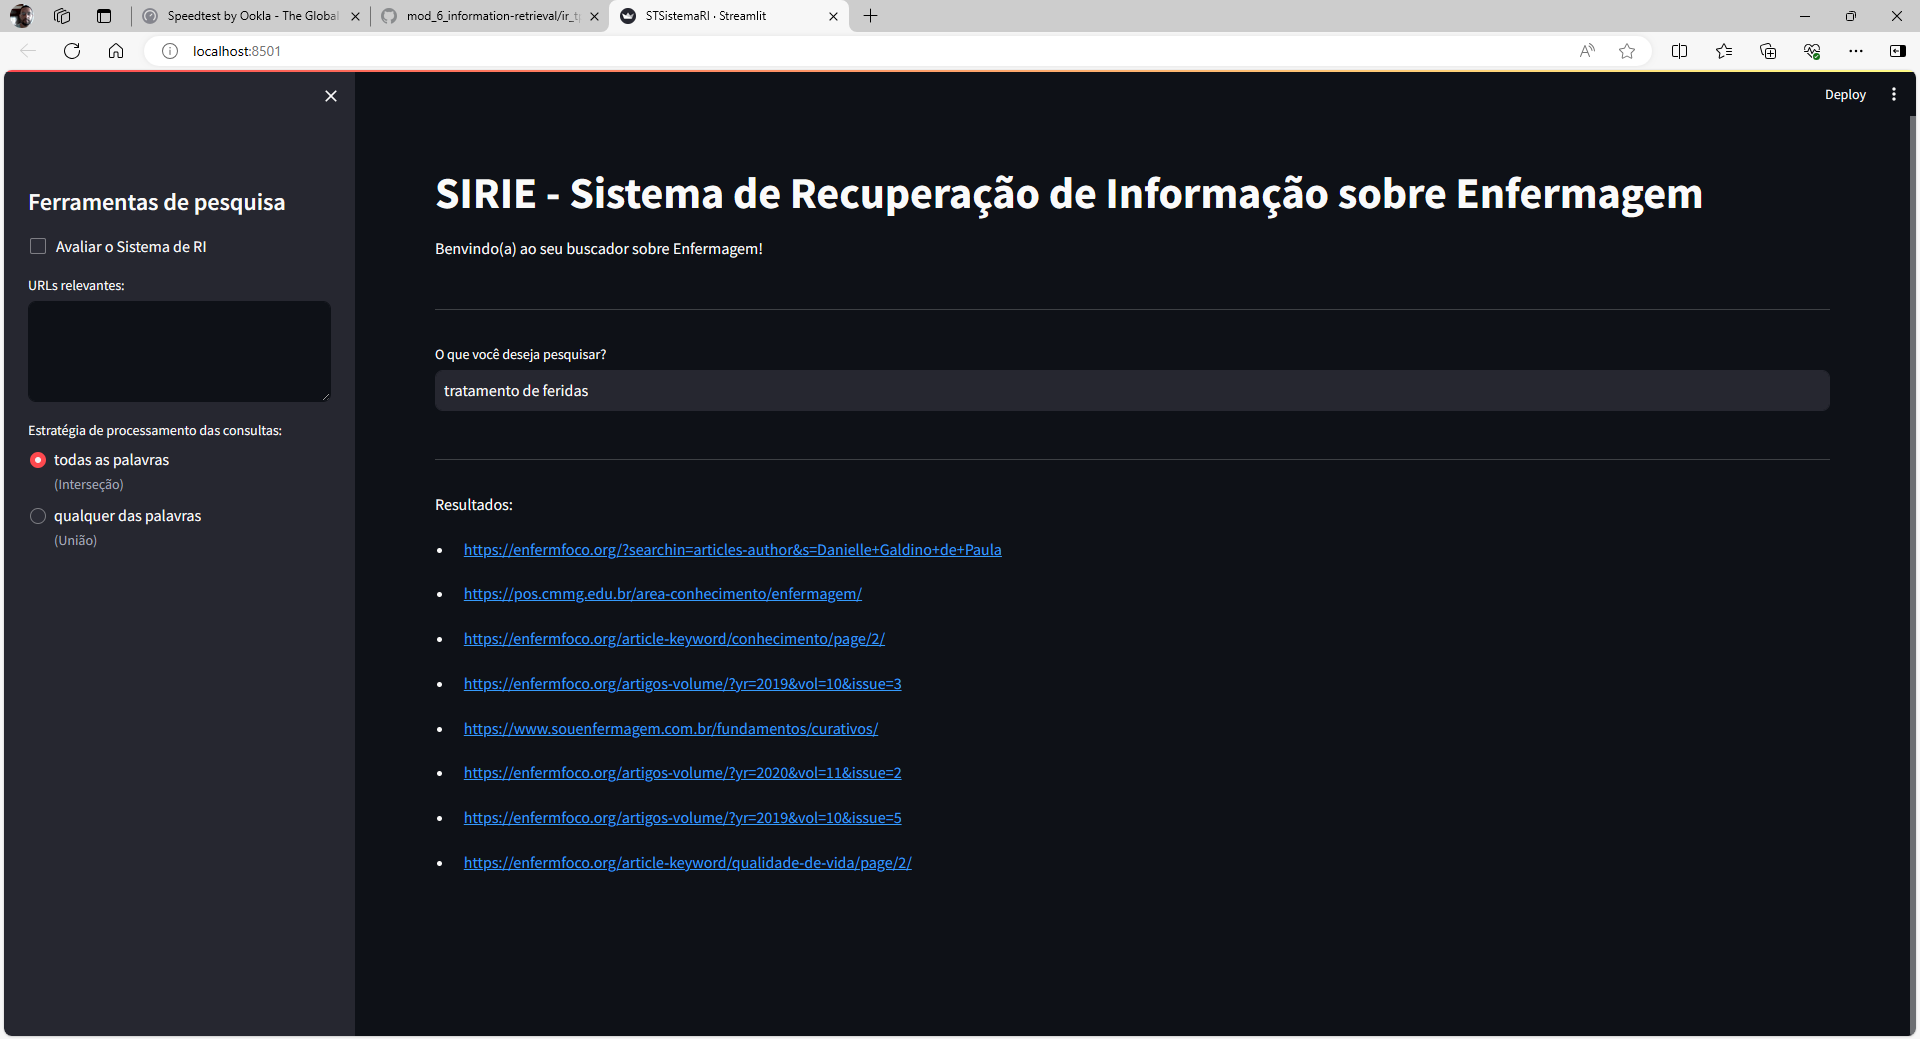 Speedtest by Ookla - The Global
mod_6_information-retrieval/ir_t
STSistemaRI · Streamlit
localhost:8501
Deploy
Ferramentas de pesquisa
Avaliar o Sistema de RI
URLs relevantes:
Estratégia de processamento das consultas:
todas as palavras
(Interseção)
qualquer das palavras
(União)
SIRIE - Sistema de Recuperação de Informação sobre Enfermagem
Benvindo(a) ao seu buscador sobre Enfermagem!
O que você deseja pesquisar?
tratamento de feridas
Resultados:
https://enfermfoco.org/?searchin=articles-author&s=Danielle+Galdino+de+Paula
https://pos.cmmg.edu.br/area-conhecimento/enfermagem/
https://enfermfoco.org/article-keyword/conhecimento/page/2/
https://enfermfoco.org/artigos-volume/?yr=2019&vol=10&issue=3
https://www.souenfermagem.com.br/fundamentos/curativos/
https://enfermfoco.org/artigos-volume/?yr=2020&vol=11&issue=2
https://enfermfoco.org/artigos-volume/?yr=2019&vol=10&issue=5
https://enfermfoco.org/article-keyword/qualidade-de-vida/page/2/